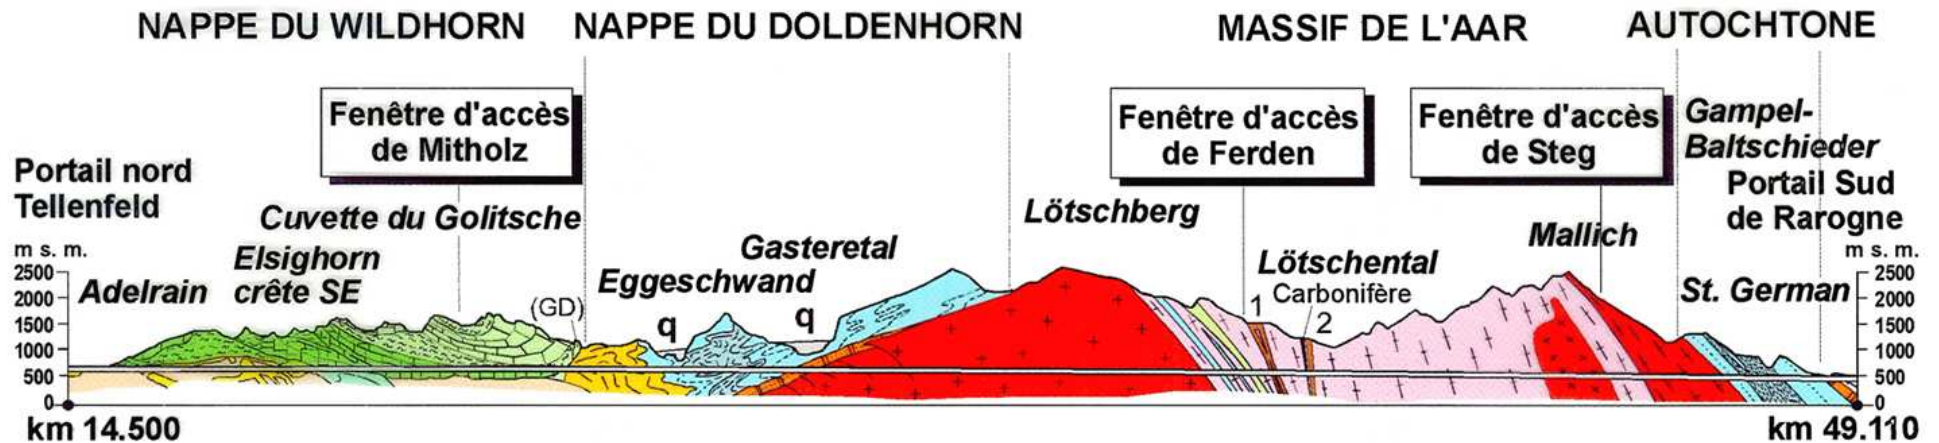 NAPPE DU WILDHORN
NAPPE DU DOLDENHORN
MASSIF DE L'AAR
AUTOCHTONE
Fenêtre d'accès
de Mitholz
Fenêtre d'accès
de Ferden
Fenêtre d'accès
de Steg
Gampel-
Baltschieder
Portail Sud
de Rarogne
Portail nord
Tellenfeld
Cuvette du Golitsche
Elsighorn
crête SE
Adelrain
Eggeschwand
Gasteretal
Lötschberg
Lötschental
Carbonifère
Mallich
St. German
(GD)
q
q
1
2
m s. m.
2500
2000
1500
1000
500
0
m s. m.
2500
2000
1500
1000
500
0
km 14.500
km 49.110